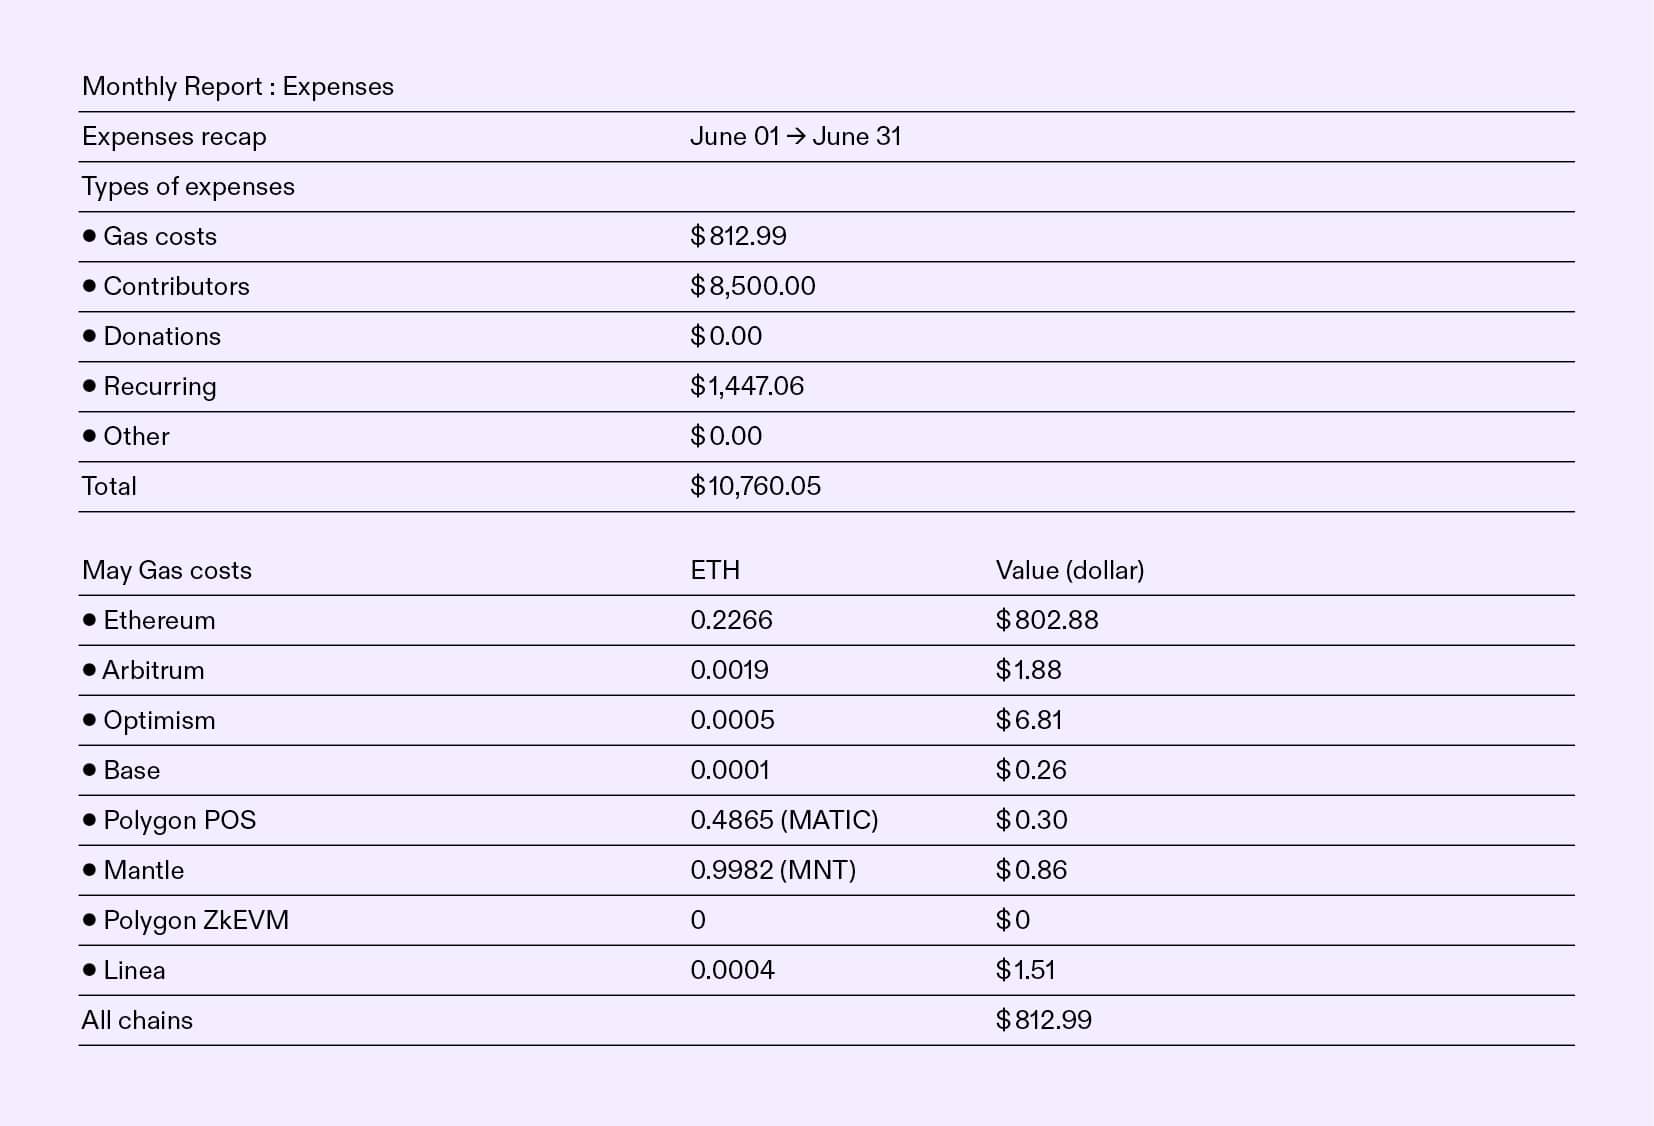 Monthly Report : Expenses
Expenses recap June 01 → June 31
Types of expenses
● Gas costs $812.99
● Contributors $8,500.00
● Donations $0.00
● Recurring $1,447.06
● Other $0.00
Total $10,760.05
May Gas costs ETH Value (dollar)
● Ethereum 0.2266 $802.88
● Arbitrum 0.0019 $1.88
● Optimism 0.0005 $6.81
● Base 0.0001 $0.26
● Polygon POS 0.4865 (MATIC) $0.30
● Mantle 0.9982 (MNT) $0.86
● Polygon ZkEVM 0 $0
● Linea 0.0004 $1.51
All chains $812.99